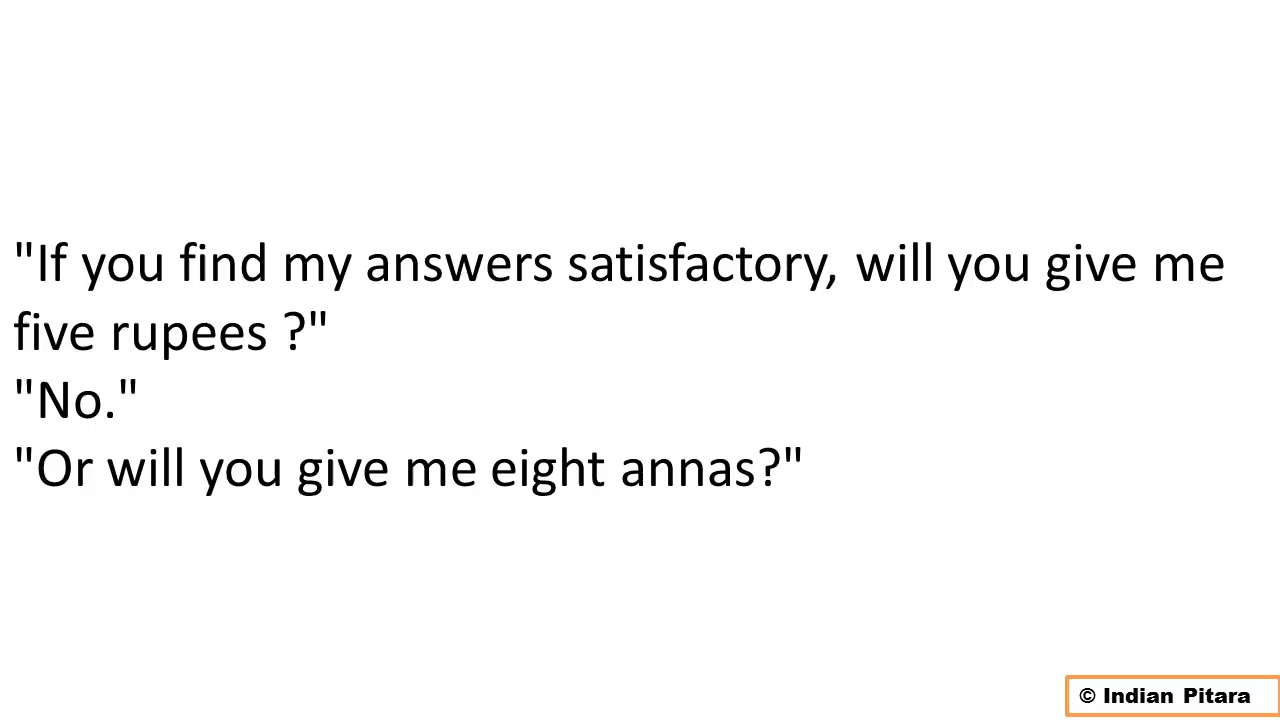 "If you find my answers satisfactory, will you give me
five rupees ?"
"No."
"Or will you give me eight annas?"
© Indian Pitara